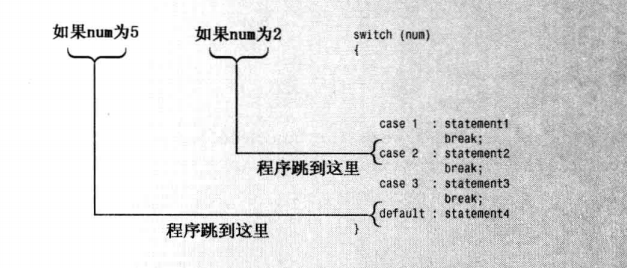 如果num为5
如果num为2
switch (num)
{
case 1 : statement1
break;
case 2 : statement2
break;
程序跳到这里
case 3 : statement3
break;
default : statement4
程序跳到这里
}